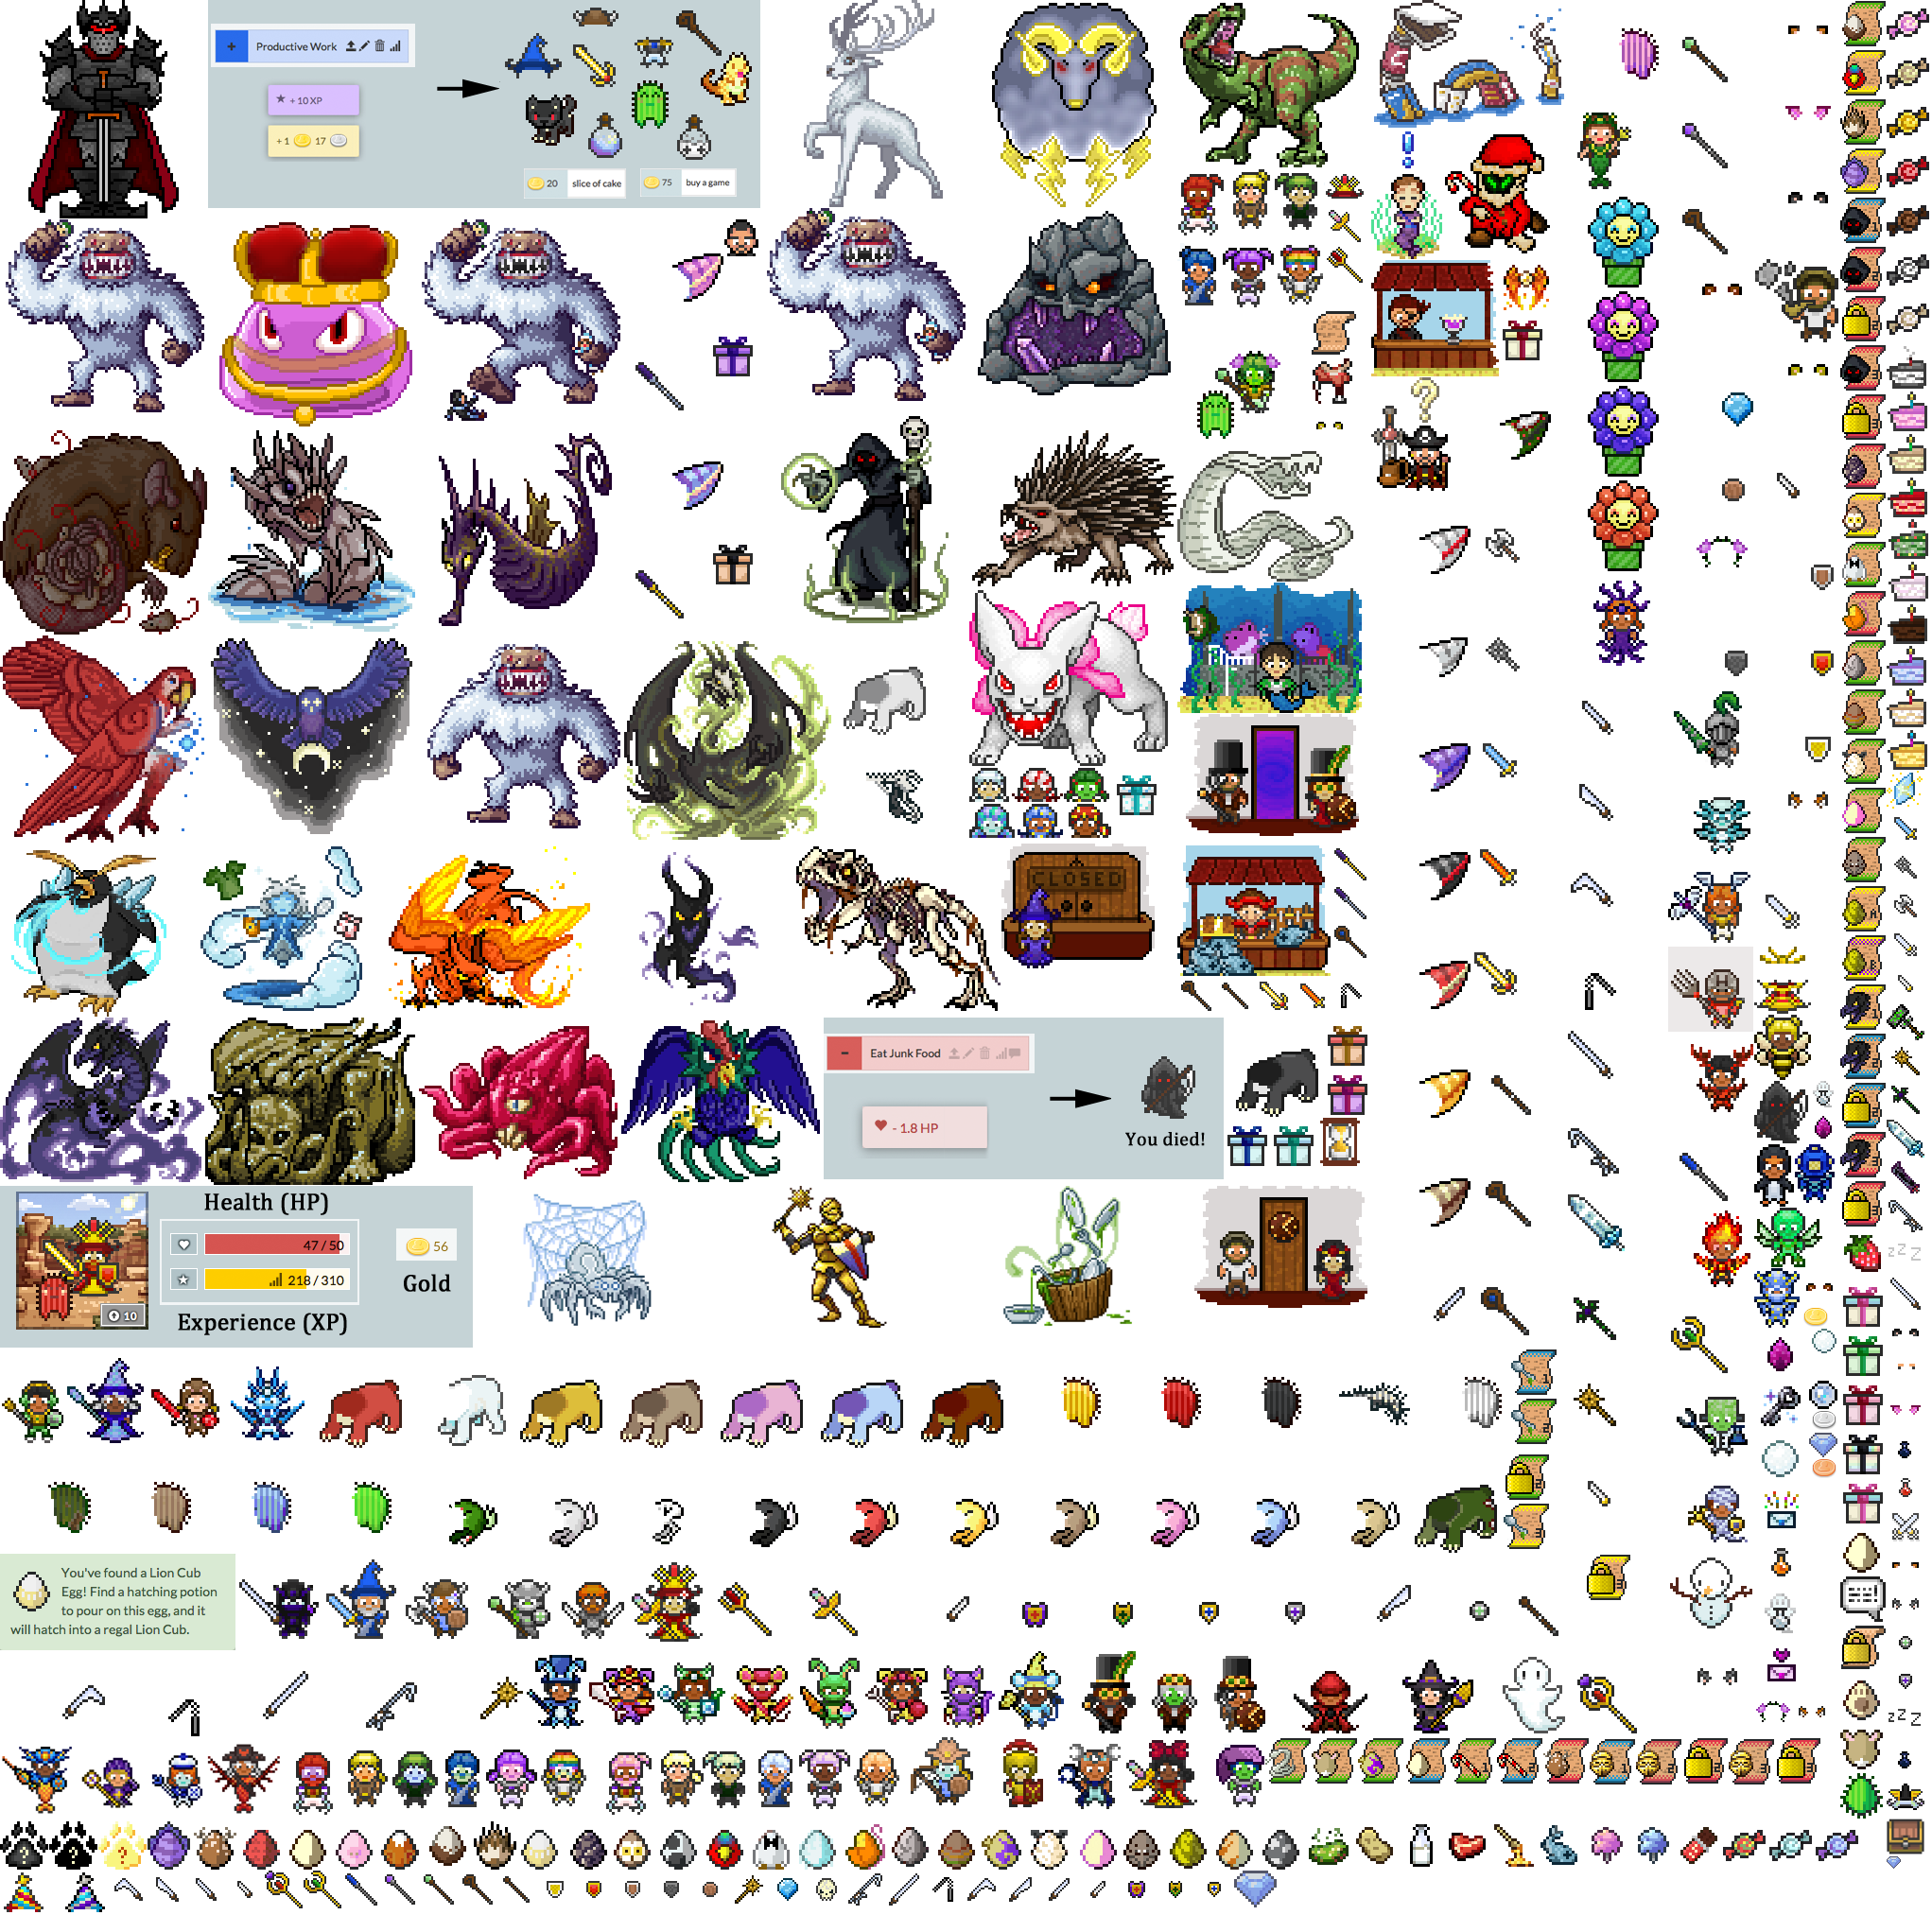 Productive Work
+ 10 XP
+ 1 17
20 slice of cake
75 buy a game
!
?
CLOSED
Eat Junk Food
- 1.8 HP
You died!
Health (HP)
47 / 50
56
218 / 310
Gold
10
Experience (XP)
zZZ
You've found a Lion Cub
Egg! Find a hatching potion
to pour on this egg, and it
will hatch into a regal Lion Cub.
zZZ
?